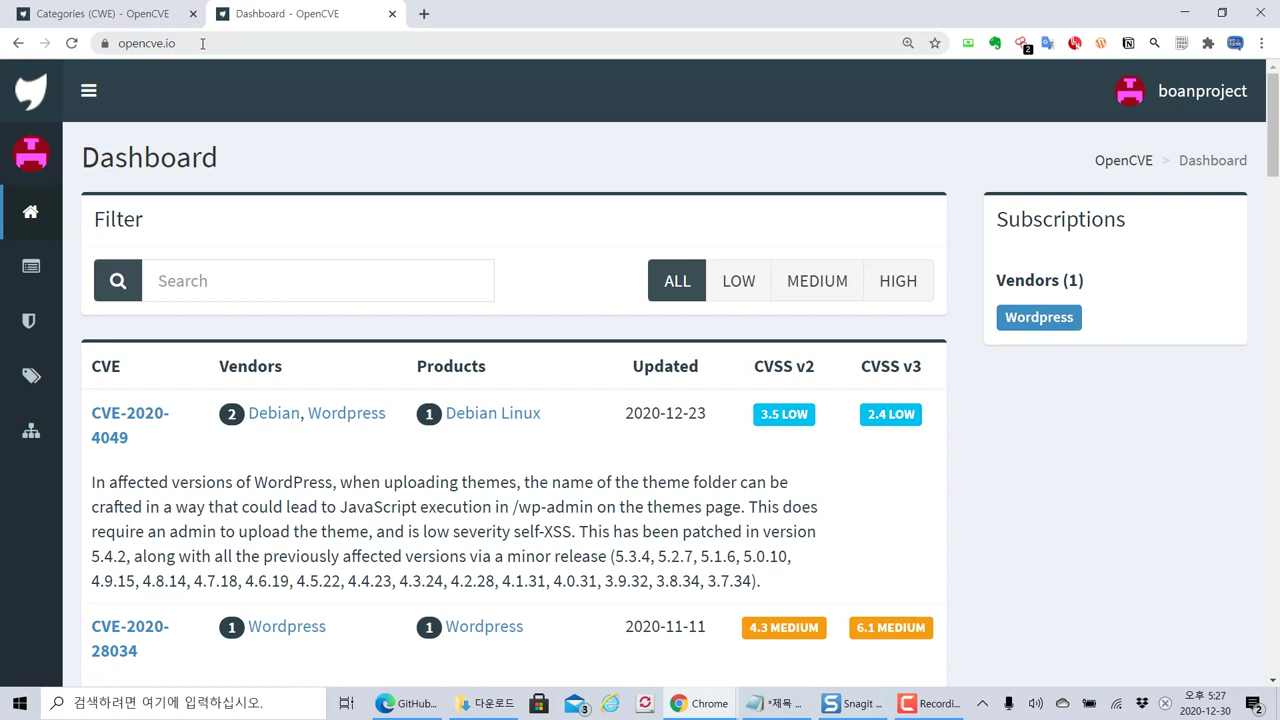 Categories (CWE) - OpenCVE
Dashboard - OpenCVE
opencve.io
2
boanproject
Dashboard
OpenCVE > Dashboard
Filter
Search
ALL LOW MEDIUM HIGH
Subscriptions
Vendors (1)
Wordpress
CVE Vendors Products Updated CVSS v2 CVSS v3
CVE-2020-4049 2 Debian, Wordpress 1 Debian Linux 2020-12-23 3.5 LOW 2.4 LOW
In affected versions of WordPress, when uploading themes, the name of the theme folder can be
crafted in a way that could lead to JavaScript execution in /wp-admin on the themes page. This does
require an admin to upload the theme, and is low severity self-XSS. This has been patched in version
5.4.2, along with all the previously affected versions via a minor release (5.3.4, 5.2.7, 5.1.6, 5.0.10,
4.9.15, 4.8.14, 4.7.18, 4.6.19, 4.5.22, 4.4.23, 4.3.24, 4.2.28, 4.1.31, 4.0.31, 3.9.32, 3.8.34, 3.7.34).
CVE-2020-28034 1 Wordpress 1 Wordpress 2020-11-11 4.3 MEDIUM 6.1 MEDIUM
검색하려면 여기에 입력하십시오.
GitHub...
다운로드
3
Chrome
*제목 ...
Snagit ...
Recordi...
오후 5:27
2020-12-30
2